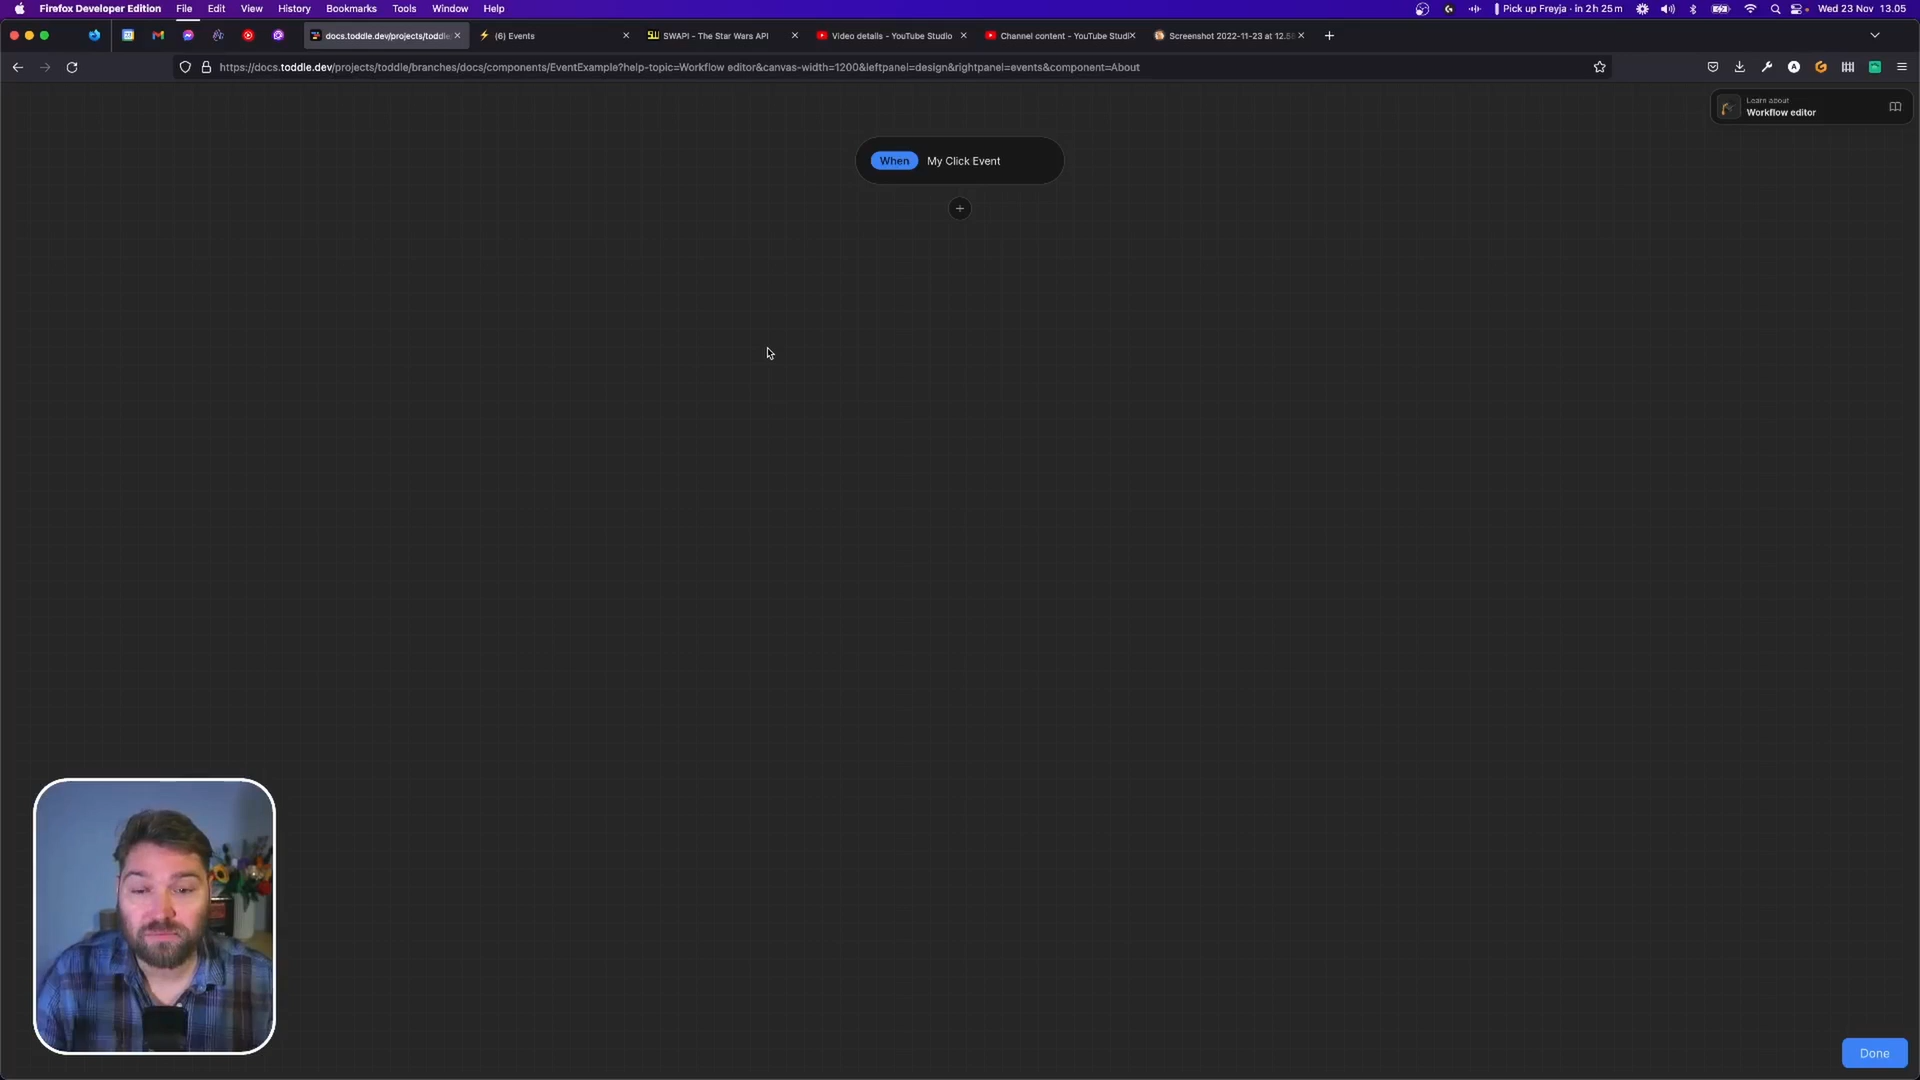 Firefox Developer Edition File Edit View History Bookmarks Tools Window Help Pick up Freyja · in 2 h 25 m Wed 23 Nov 13.05
docs.toddle.dev/projects/toddle (6) Events SWAPI - The Star Wars API Video details - YouTube Studio Channel content - YouTube Studi Screenshot 2022-11-23 at 12.
https://docs.toddle.dev/projects/toddle/branches/docs/components/EventExample?help-topic=Workflow editor&canvas-width=1200&leftpanel=design&rightpanel=events&component=About
Learn about
Workflow editor
When My Click Event
Done